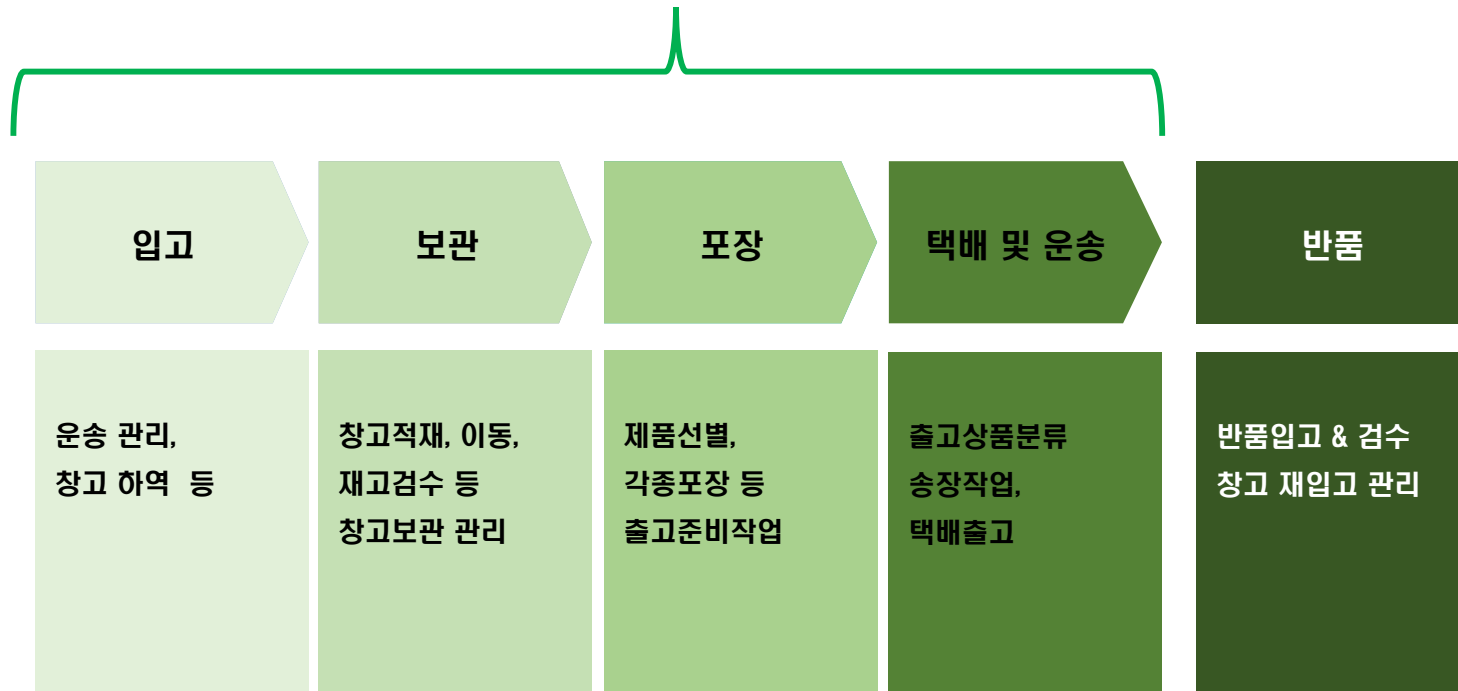 입고
보관
포장
택배 및 운송
반품
운송 관리,
창고 하역 등
창고적재, 이동,
재고검수 등
창고보관 관리
제품선별,
각종포장 등
출고준비작업
출고상품분류
송장작업,
택배출고
반품입고 & 검수
창고 재입고 관리